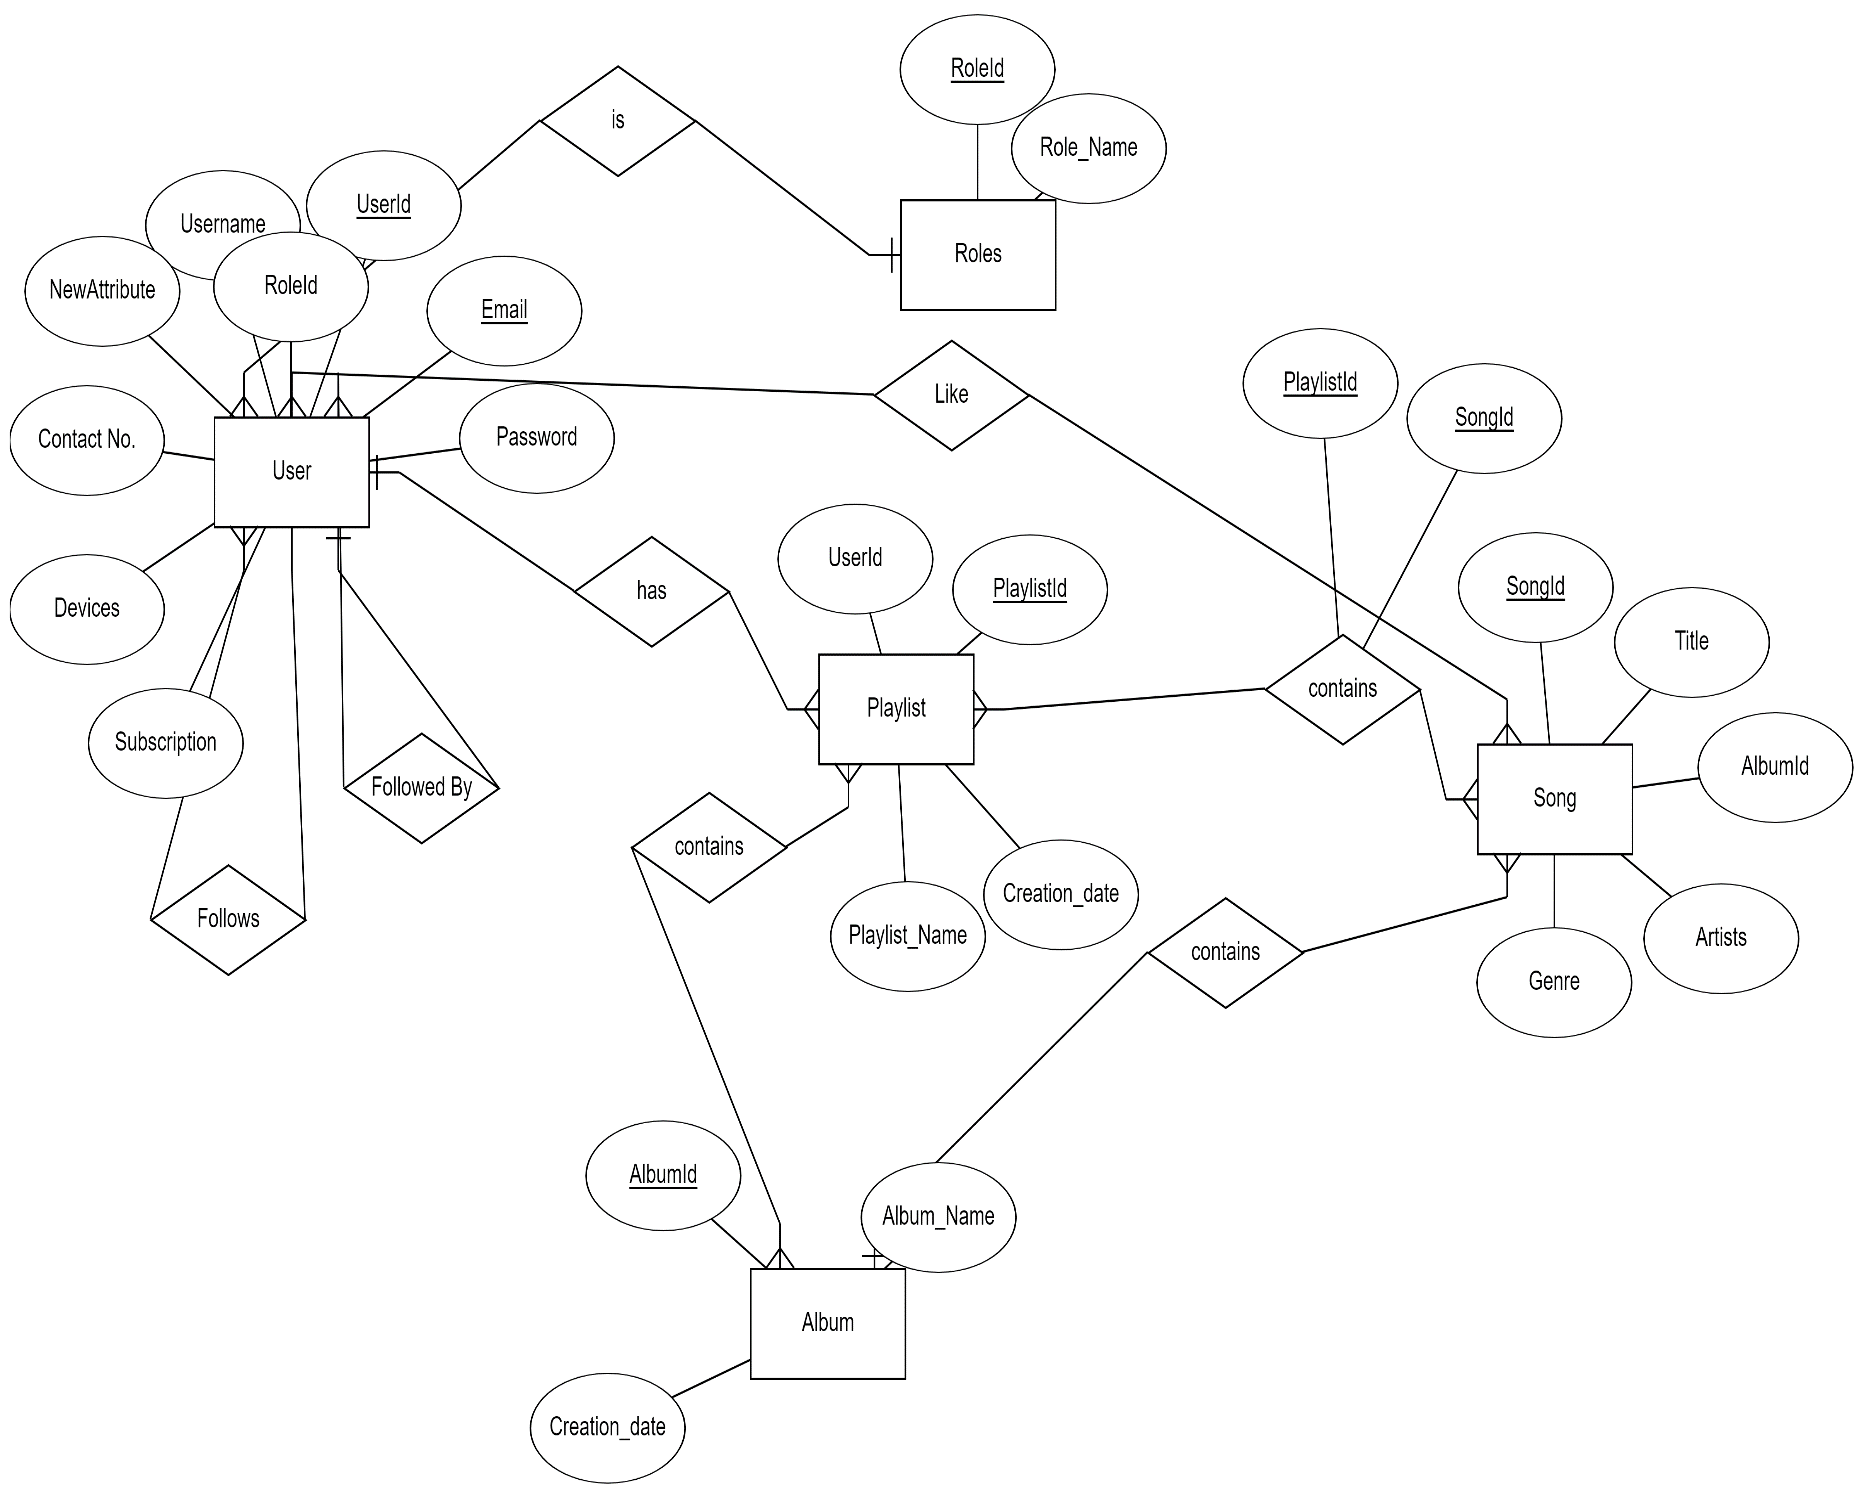 RoleId
is
Role_Name
UserId
Username
Roles
RoleId
NewAttribute
Email
PlaylistId
Like
SongId
Password
Contact No.
User
UserId
SongId
PlaylistId
has
Devices
Title
contains
Playlist
Subscription
AlbumId
Followed By
Song
contains
Creation_date
Follows
Playlist_Name
Artists
contains
Genre
AlbumId
Album_Name
Album
Creation_date